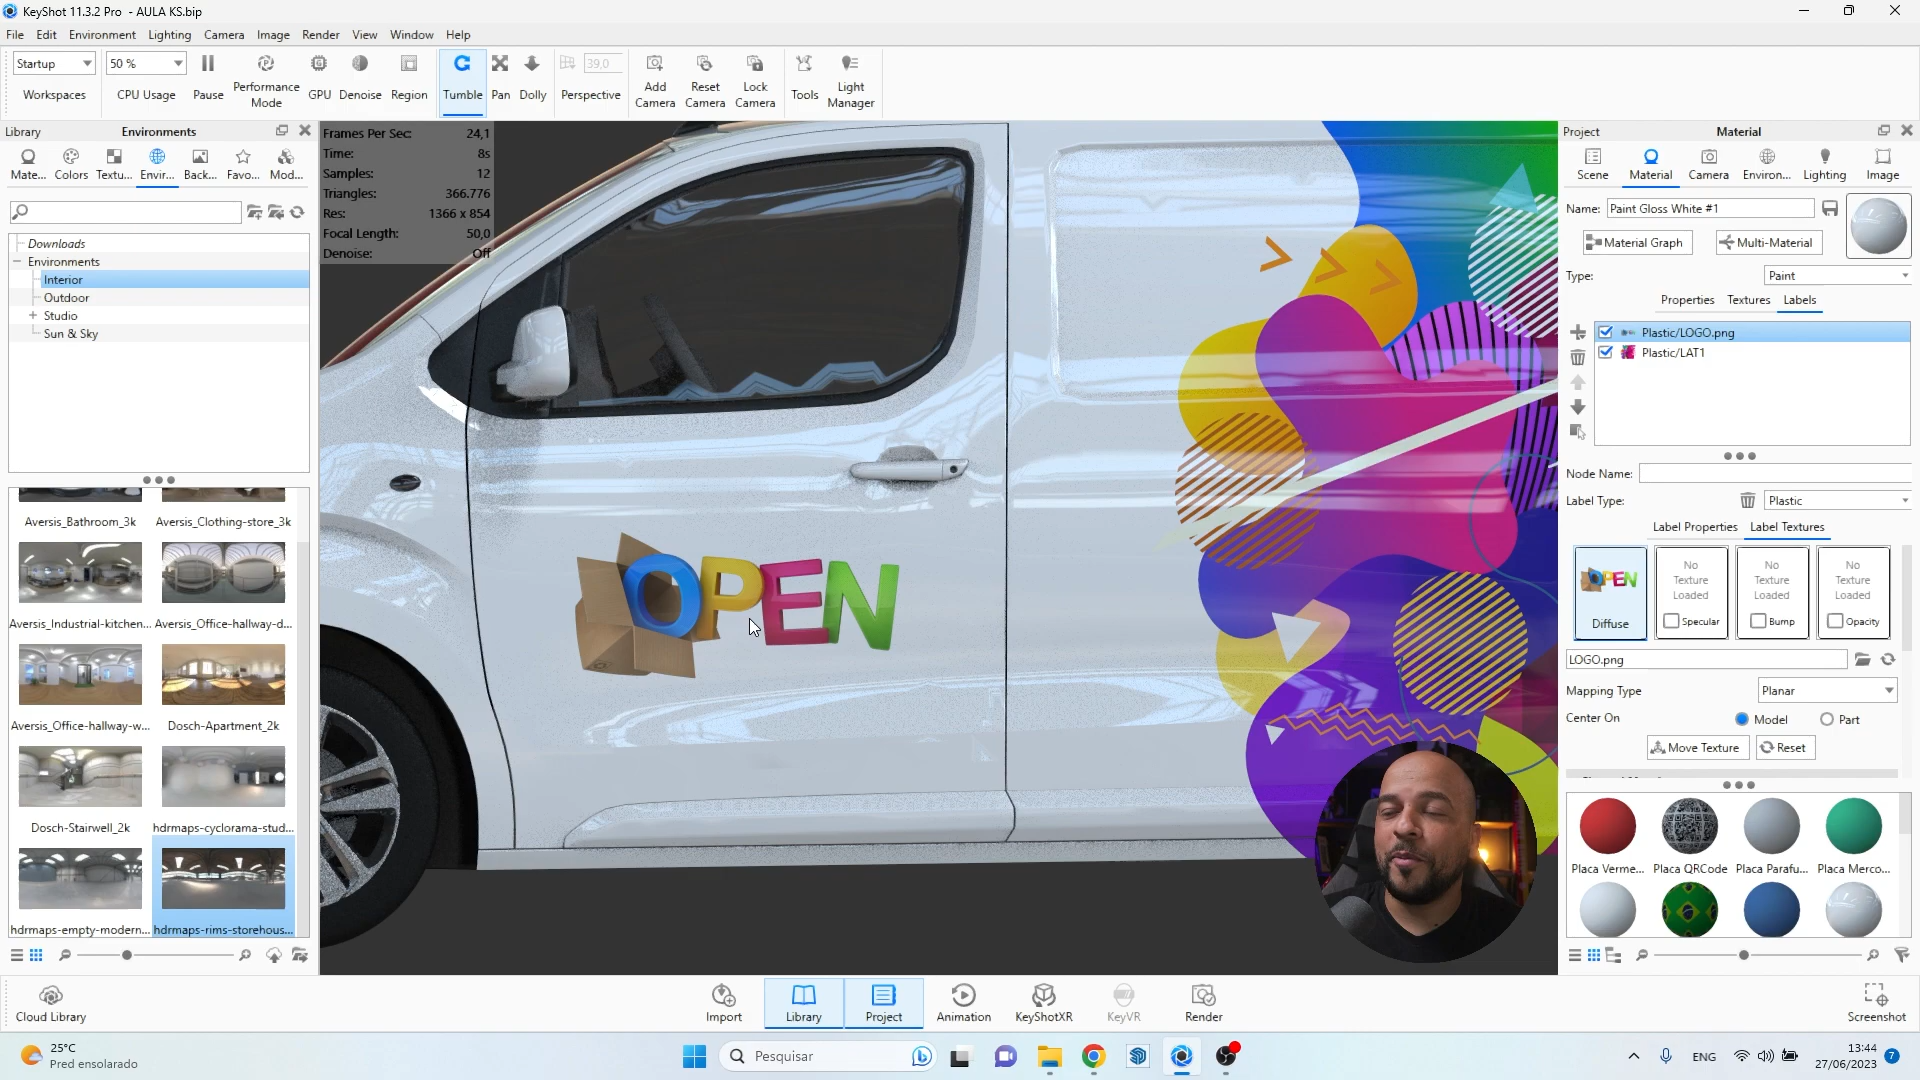 KeyShot 11.3.2 Pro - AULA KS.bip
File Edit Environment Lighting Camera Image Render View Window Help
Startup
50 %
39,0
Workspaces
CPU Usage
Pause
Performance Mode
GPU
Denoise
Region
Tumble
Pan
Dolly
Perspective
Add Camera
Reset Camera
Lock Camera
Tools
Light Manager
Library
Environments
Mate... Colors Textu... Envir... Back... Favo... Mod...
Downloads
Environments
Interior
Outdoor
Studio
Sun & Sky
Aversis_Bathroom_3k
Aversis_Clothing-store_3k
Aversis_Industrial-kitchen...
Aversis_Office-hallway-d...
Aversis_Office-hallway-w...
Dosch-Apartment_2k
Dosch-Stairwell_2k
hdrmaps-cyclorama-stud...
hdrmaps-empty-modern...
hdrmaps-rims-storehous...
Frames Per Sec: 24,1
Time: 8s
Samples: 12
Triangles: 366.776
Res: 1366 x 854
Focal Length: 50,0
Denoise: Off
OPEN
Project
Material
Scene Material Camera Environ... Lighting Image
Name: Paint Gloss White #1
Material Graph
Multi-Material
Type: Paint
Properties Textures Labels
Plastic/LOGO.png
Plastic/LAT1
Node Name:
Label Type: Plastic
Label Properties Label Textures
OPEN
Diffuse
No Texture Loaded
Specular
No Texture Loaded
Bump
No Texture Loaded
Opacity
LOGO.png
Mapping Type Planar
Center On Model Part
Move Texture
Reset
Placa Verme... Placa QRCode Placa Parafu... Placa Merco...
Cloud Library
Import
Library
Project
Animation
KeyShotXR
KeyVR
Render
Screenshot
25°C
Pred ensolarado
Pesquisar
ENG
13:44
27/06/2023
7